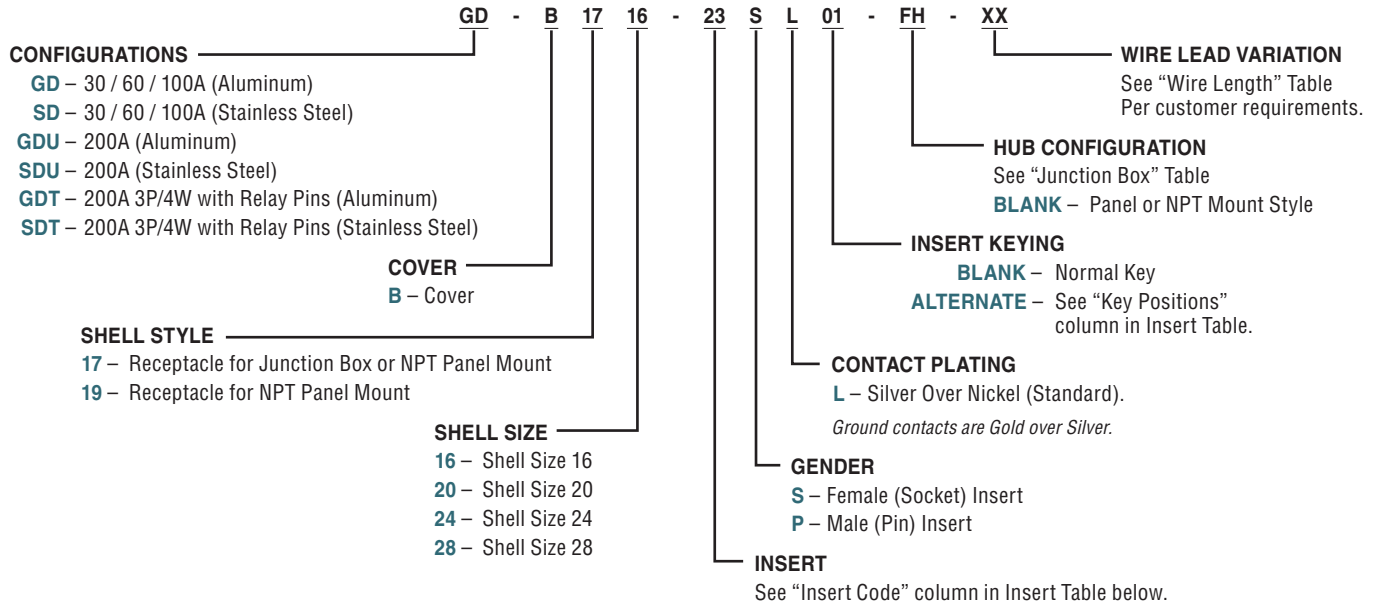 GD - B 17 16 - 23 S L 01 - FH - XX
CONFIGURATIONS
GD – 30 / 60 / 100A (Aluminum)
SD – 30 / 60 / 100A (Stainless Steel)
GDU – 200A (Aluminum)
SDU – 200A (Stainless Steel)
GDT – 200A 3P/4W with Relay Pins (Aluminum)
SDT – 200A 3P/4W with Relay Pins (Stainless Steel)
COVER
B – Cover
SHELL STYLE
17 – Receptacle for Junction Box or NPT Panel Mount
19 – Receptacle for NPT Panel Mount
SHELL SIZE
16 – Shell Size 16
20 – Shell Size 20
24 – Shell Size 24
28 – Shell Size 28
WIRE LEAD VARIATION
See “Wire Length” Table
Per customer requirements.
HUB CONFIGURATION
See “Junction Box” Table
BLANK – Panel or NPT Mount Style
INSERT KEYING
BLANK – Normal Key
ALTERNATE – See “Key Positions”
column in Insert Table.
CONTACT PLATING
L – Silver Over Nickel (Standard).
Ground contacts are Gold over Silver.
GENDER
S – Female (Socket) Insert
P – Male (Pin) Insert
INSERT
See “Insert Code” column in Insert Table below.